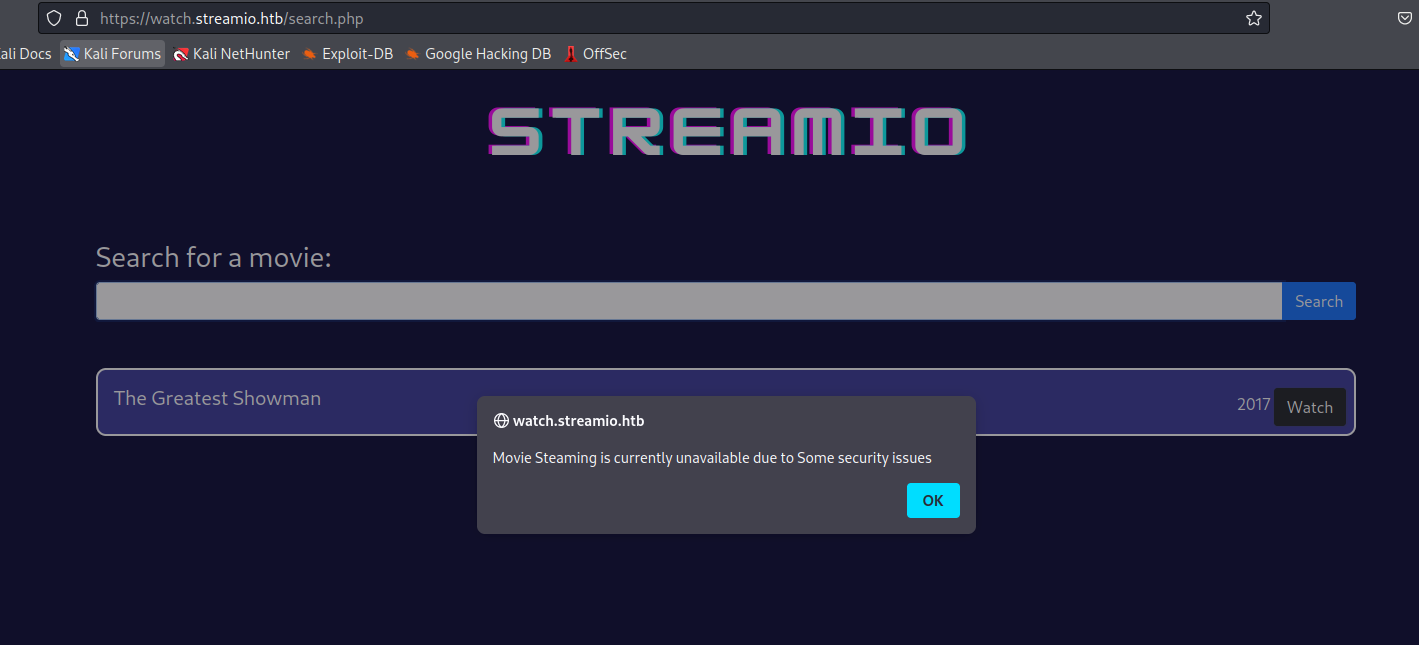 https://watch.streamio.htb/search.php
ali Docs Kali Forums Kali NetHunter Exploit-DB Google Hacking DB OffSec
STREAMIO
Search for a movie:
Search
The Greatest Showman 2017 Watch
watch.streamio.htb
Movie Steaming is currently unavailable due to Some security issues
OK